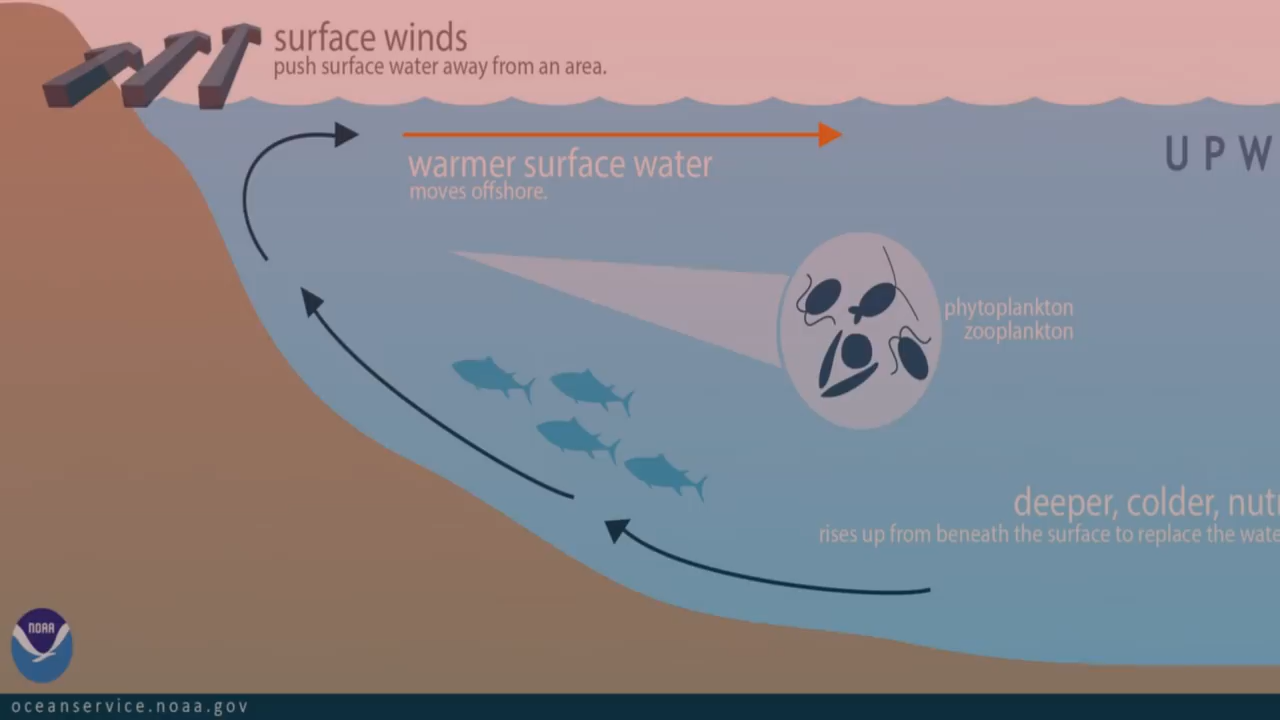 surface winds
push surface water away from an area.
warmer surface water
moves offshore.
UPW
phytoplankton
zooplankton
deeper, colder, nutr
rises up from beneath the surface to replace the wate
NOAA
oceanservice.noaa.gov